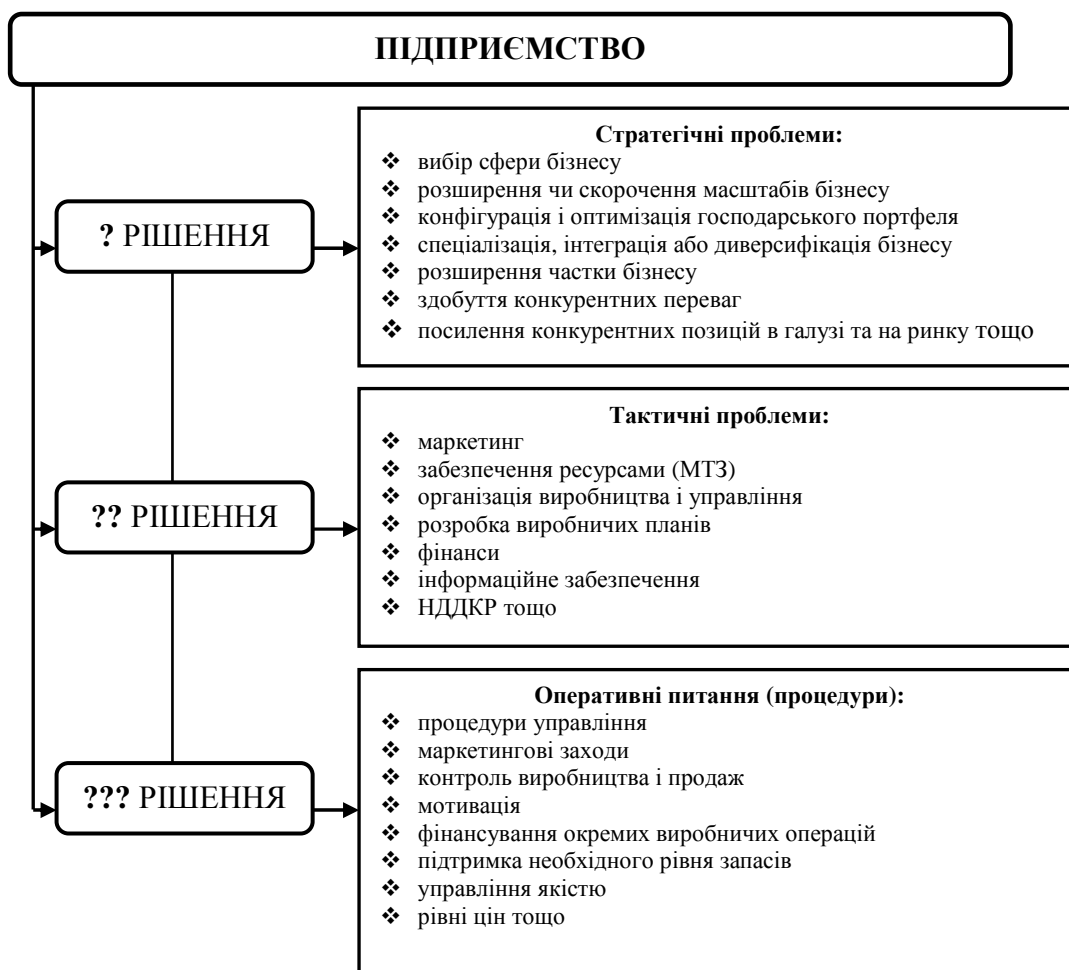 ПІДПРИЄМСТВО
? РІШЕННЯ
Стратегічні проблеми:
❖ вибір сфери бізнесу
❖ розширення чи скорочення масштабів бізнесу
❖ конфігурація і оптимізація господарського портфеля
❖ спеціалізація, інтеграція або диверсифікація бізнесу
❖ розширення частки бізнесу
❖ здобуття конкурентних переваг
❖ посилення конкурентних позицій в галузі та на ринку тощо
?? РІШЕННЯ
Тактичні проблеми:
❖ маркетинг
❖ забезпечення ресурсами (МТЗ)
❖ організація виробництва і управління
❖ розробка виробничих планів
❖ фінанси
❖ інформаційне забезпечення
❖ НДДКР тощо
??? РІШЕННЯ
Оперативні питання (процедури):
❖ процедури управління
❖ маркетингові заходи
❖ контроль виробництва і продаж
❖ мотивація
❖ фінансування окремих виробничих операцій
❖ підтримка необхідного рівня запасів
❖ управління якістю
❖ рівні цін тощо